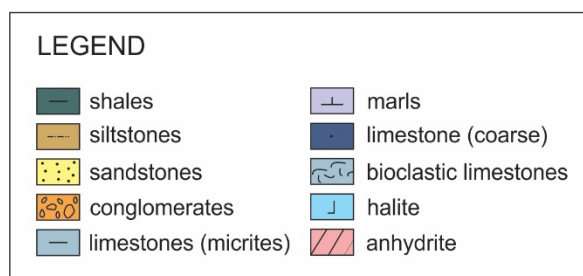 LEGEND
shales
siltstones
sandstones
conglomerates
limestones (micrites)
marls
limestone (coarse)
bioclastic limestones
halite
anhydrite